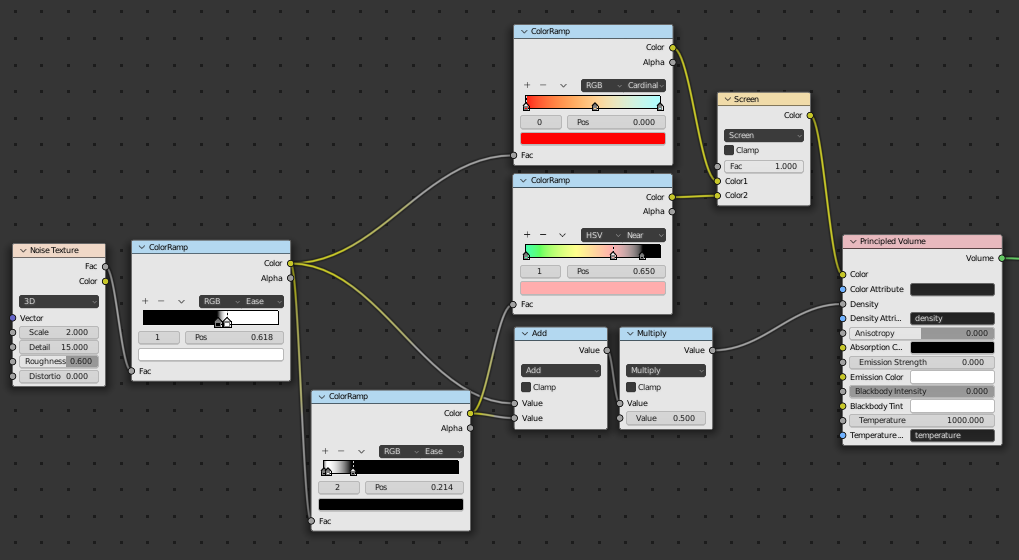 Noise Texture
Fac
Color
3D
Vector
Scale 2.000
Detail 15.000
Roughness 0.600
Distortio 0.000
ColorRamp
Color
Alpha
+ − RGB Ease
1 Pos 0.618
Fac
ColorRamp
Color
Alpha
+ − RGB Ease
2 Pos 0.214
Fac
ColorRamp
Color
Alpha
+ − RGB Cardinal
0 Pos 0.000
Fac
ColorRamp
Color
Alpha
+ − HSV Near
1 Pos 0.650
Fac
Add
Value
Add
Clamp
Value
Value
Multiply
Value
Multiply
Clamp
Value
Value 0.500
Screen
Color
Screen
Clamp
Fac 1.000
Color1
Color2
Principled Volume
Volume
Color
Color Attribute
Density
Density Attri... density
Anisotropy 0.000
Absorption C...
Emission Strength 0.000
Emission Color
Blackbody Intensity 0.000
Blackbody Tint
Temperature 1000.000
Temperature... temperature